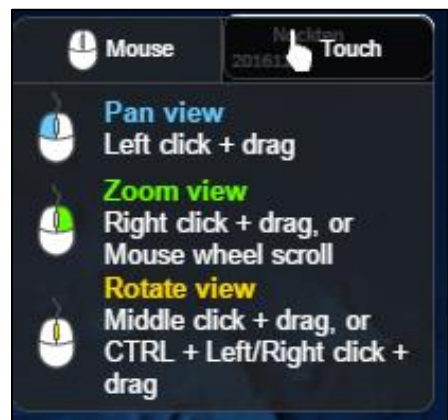 Mouse
Touch
Pan view
Left click + drag
Zoom view
Right click + drag, or
Mouse wheel scroll
Rotate view
Middle click + drag, or
CTRL + Left/Right click +
drag